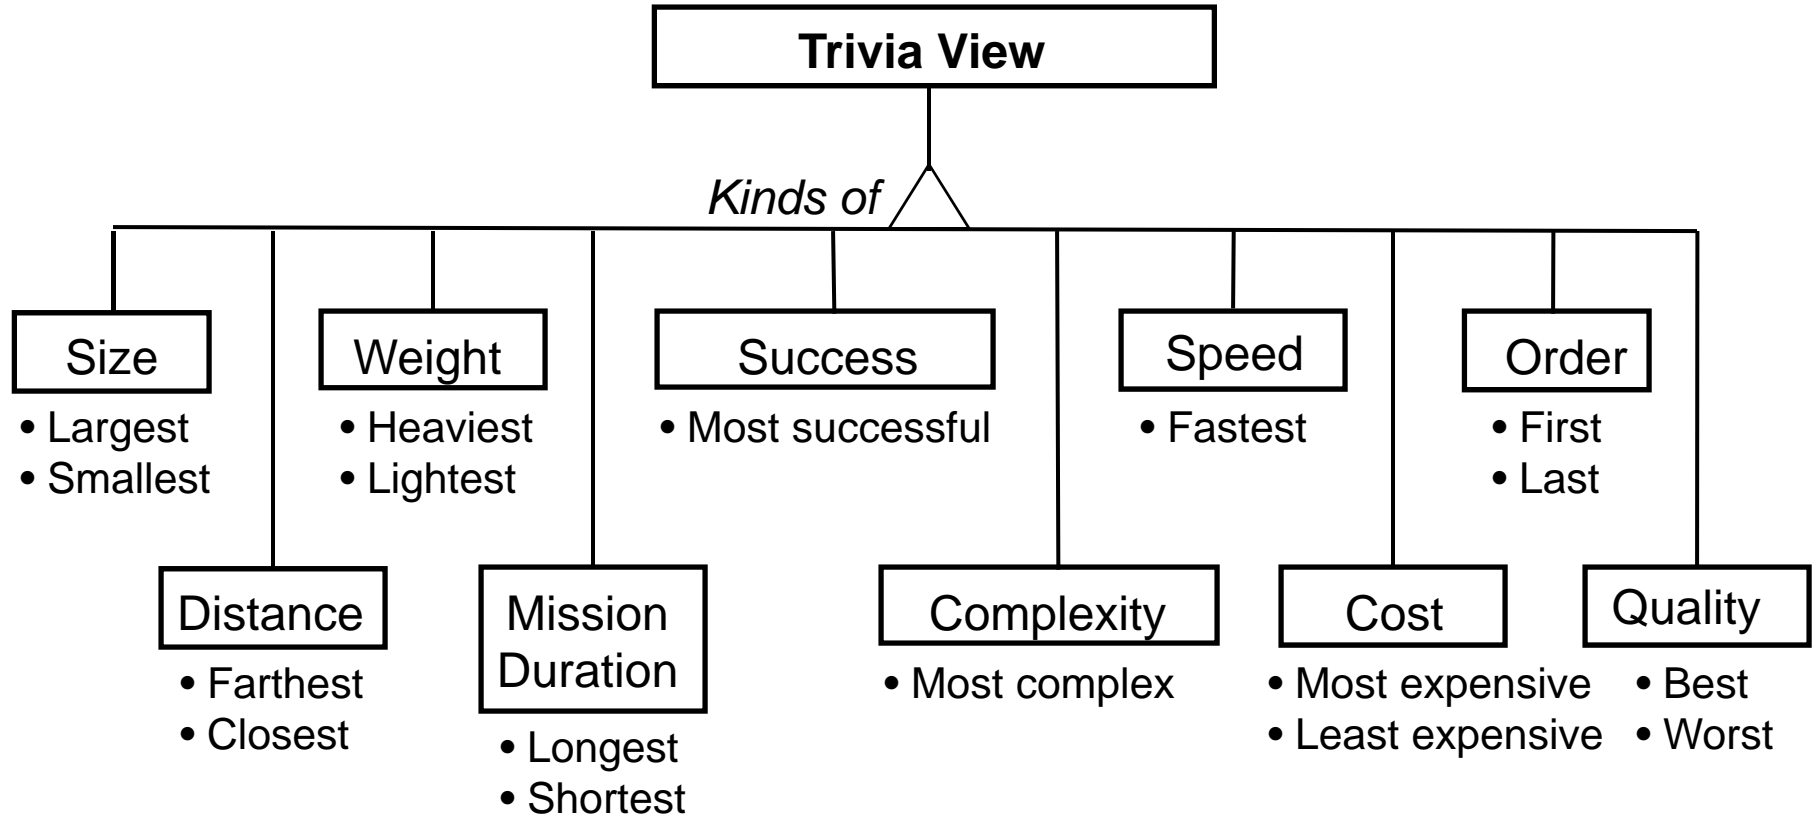 Trivia View
Kinds of
Size
• Largest
• Smallest
Weight
• Heaviest
• Lightest
Success
• Most successful
Speed
• Fastest
Order
• First
• Last
Distance
• Farthest
• Closest
Mission
Duration
• Longest
• Shortest
Complexity
• Most complex
Cost
• Most expensive
• Least expensive
Quality
• Best
• Worst